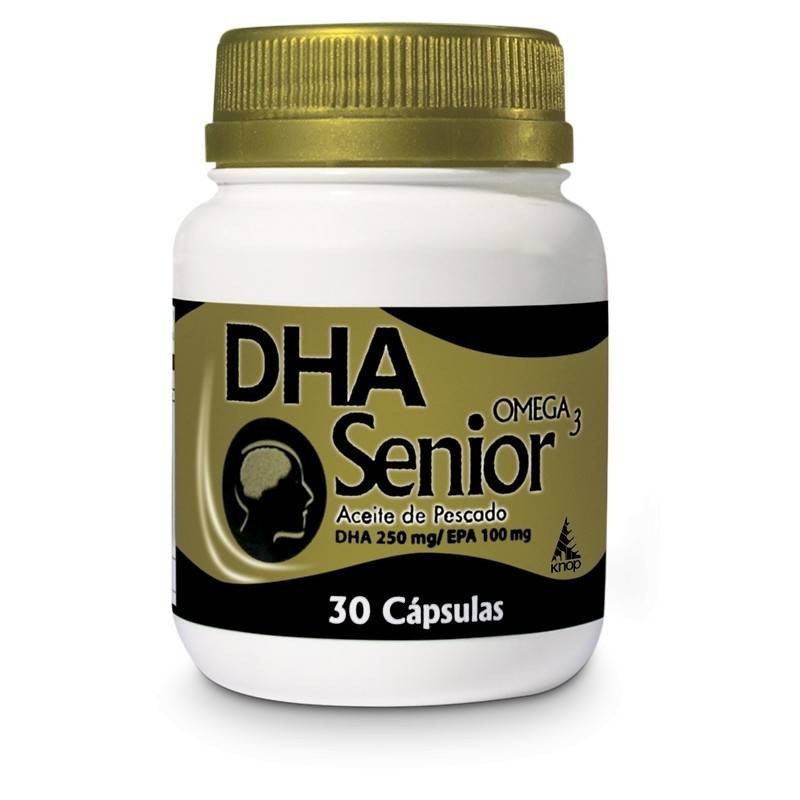 DHA
OMEGA 3
Senior
Aceite de Pescado
DHA 250 mg/ EPA 100 mg
knop
30 Cápsulas